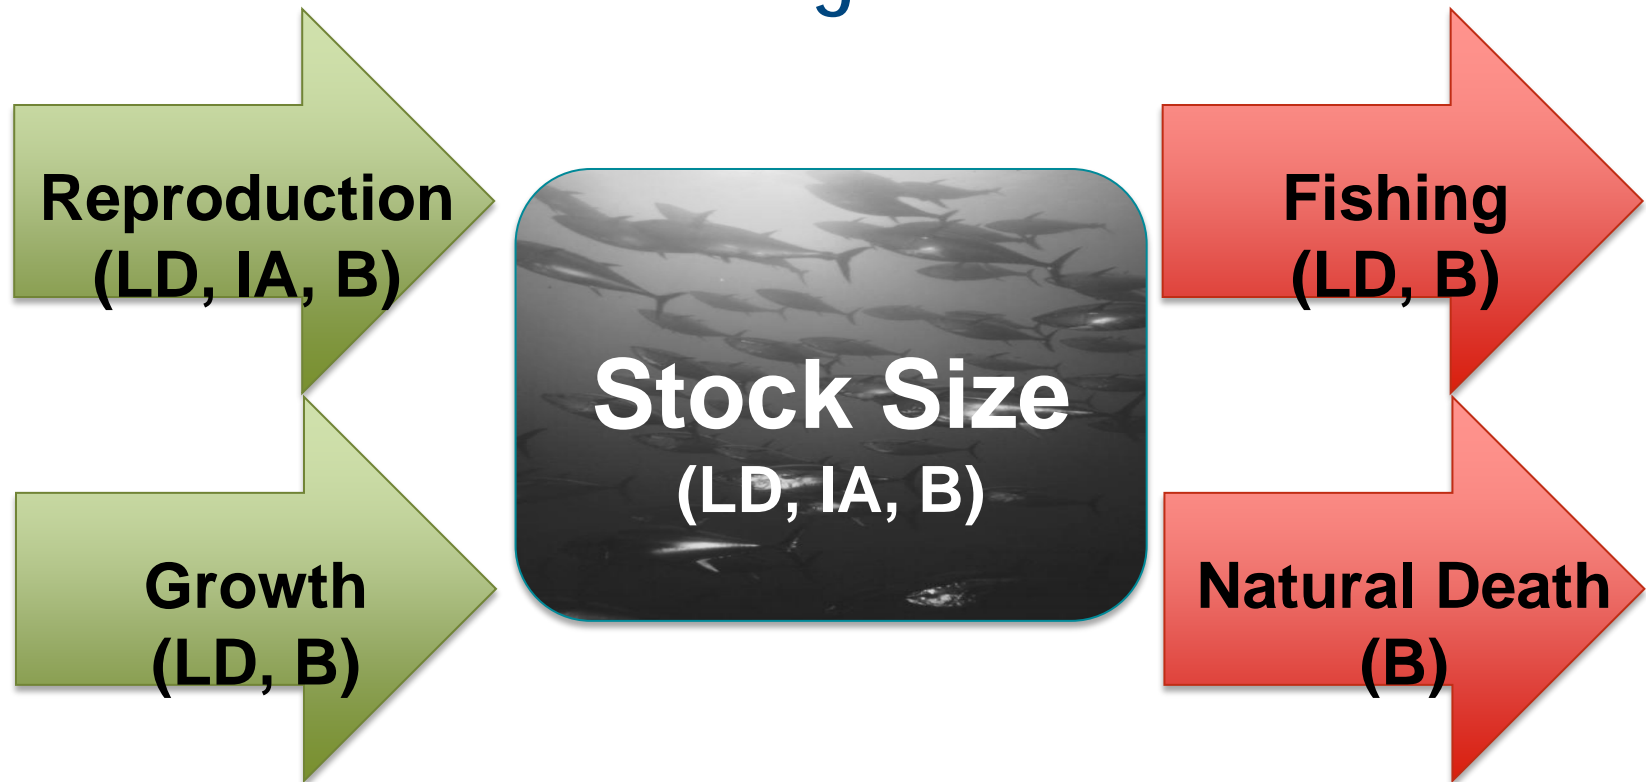 Reproduction
(LD, IA, B)
Growth
(LD, B)
Stock Size
(LD, IA, B)
Fishing
(LD, B)
Natural Death
(B)